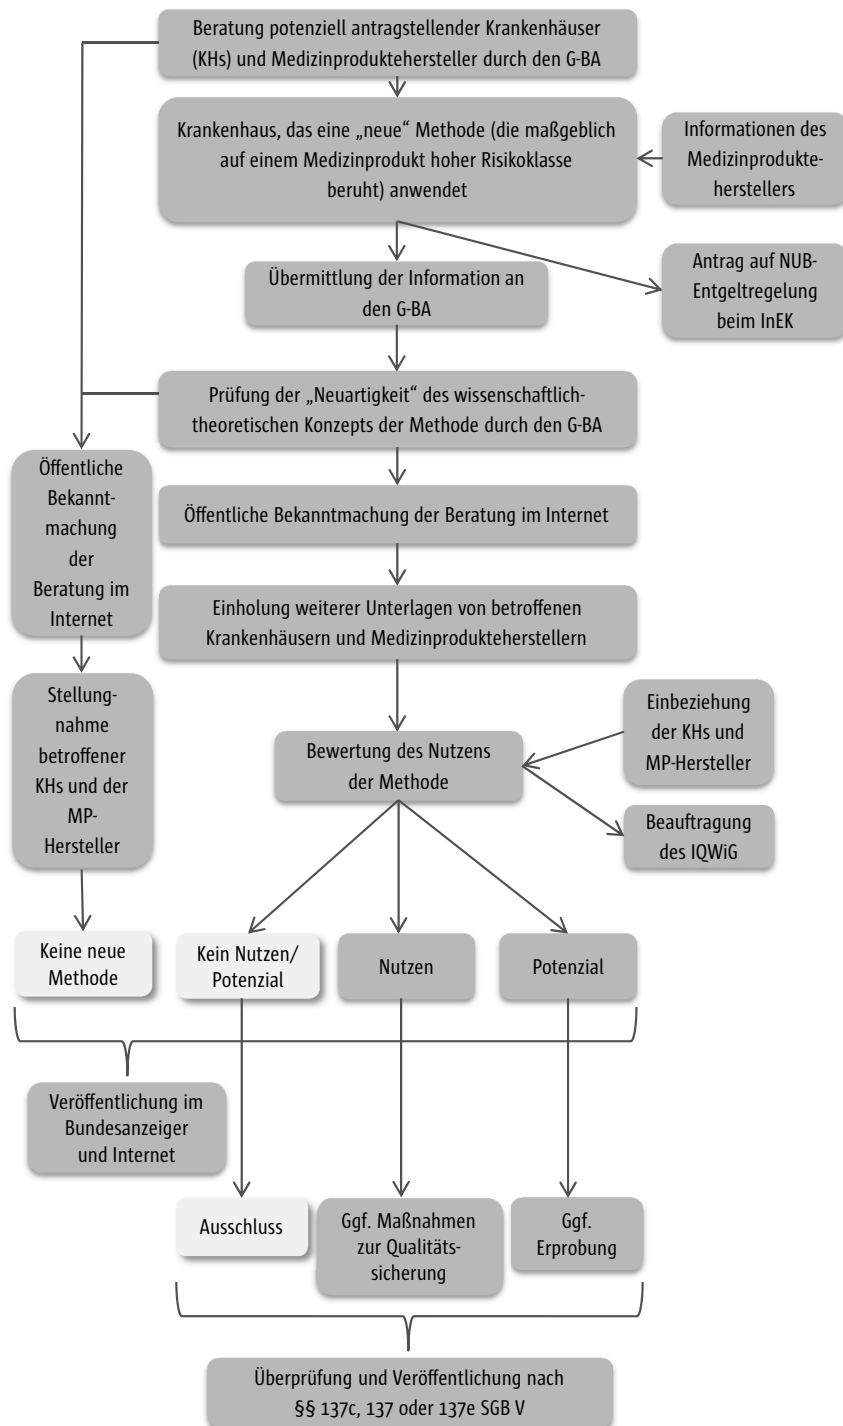 Beratung potenziell antragstellender Krankenhäuser
(KHs) und Medizinproduktehersteller durch den G-BA
Krankenhaus, das eine „neue“ Methode (die maßgeblich
auf einem Medizinprodukt hoher Risikoklasse
beruht) anwendet
Informationen des
Medizinprodukte-
herstellers
Übermittlung der Information an
den G-BA
Antrag auf NUB-
Entgeltregelung
beim InEK
Prüfung der „Neuartigkeit“ des wissenschaftlich-
theoretischen Konzepts der Methode durch den G-BA
Öffentliche
Bekannt-
machung
der
Beratung im
Internet
Öffentliche Bekanntmachung der Beratung im Internet
Einholung weiterer Unterlagen von betroffenen
Krankenhäusern und Medizinprodukteherstellern
Stellung-
nahme
betroffener
KHs und der
MP-
Hersteller
Bewertung des Nutzens
der Methode
Einbeziehung
der KHs und
MP-Hersteller
Beauftragung
des IQWiG
Keine neue
Methode
Kein Nutzen/
Potenzial
Nutzen
Potenzial
Veröffentlichung im
Bundesanzeiger
und Internet
Ausschluss
Ggf. Maßnahmen
zur Qualitäts-
sicherung
Ggf.
Erprobung
Überprüfung und Veröffentlichung nach
§§ 137c, 137 oder 137e SGB V